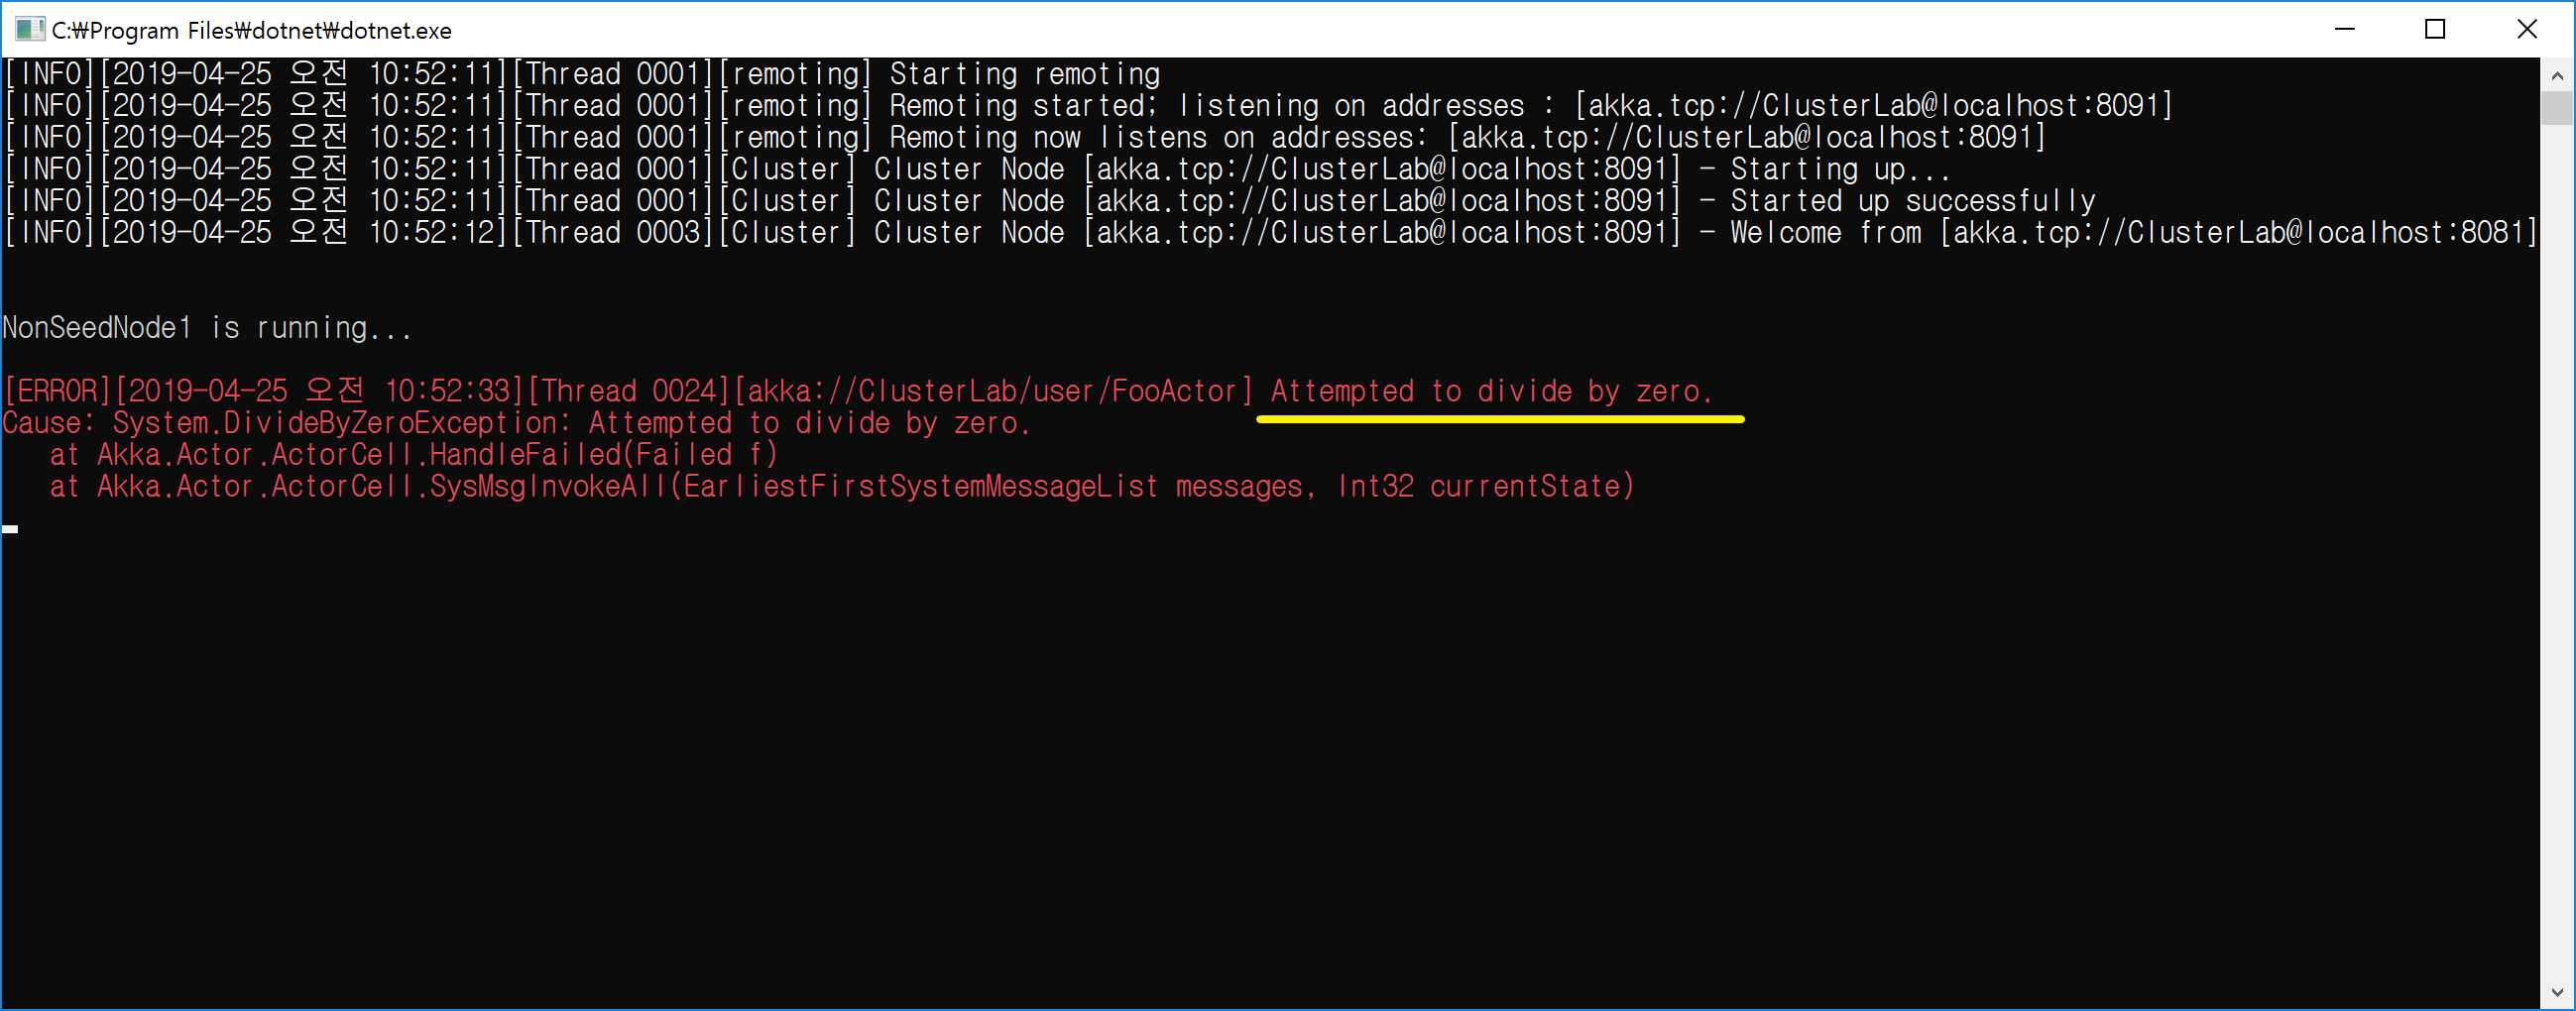 C:₩Program Files₩dotnet₩dotnet.exe
[INFO][2019-04-25 오전 10:52:11][Thread 0001][remoting] Starting remoting
[INFO][2019-04-25 오전 10:52:11][Thread 0001][remoting] Remoting started; listening on addresses : [akka.tcp://ClusterLab@localhost:8091]
[INFO][2019-04-25 오전 10:52:11][Thread 0001][remoting] Remoting now listens on addresses: [akka.tcp://ClusterLab@localhost:8091]
[INFO][2019-04-25 오전 10:52:11][Thread 0001][Cluster] Cluster Node [akka.tcp://ClusterLab@localhost:8091] - Starting up...
[INFO][2019-04-25 오전 10:52:11][Thread 0001][Cluster] Cluster Node [akka.tcp://ClusterLab@localhost:8091] - Started up successfully
[INFO][2019-04-25 오전 10:52:12][Thread 0003][Cluster] Cluster Node [akka.tcp://ClusterLab@localhost:8091] - Welcome from [akka.tcp://ClusterLab@localhost:8081]
NonSeedNode1 is running...
[ERROR][2019-04-25 오전 10:52:33][Thread 0024][akka://ClusterLab/user/FooActor] Attempted to divide by zero.
Cause: System.DivideByZeroException: Attempted to divide by zero.
   at Akka.Actor.ActorCell.HandleFailed(Failed f)
   at Akka.Actor.ActorCell.SysMsgInvokeAll(EarliestFirstSystemMessageList messages, Int32 currentState)